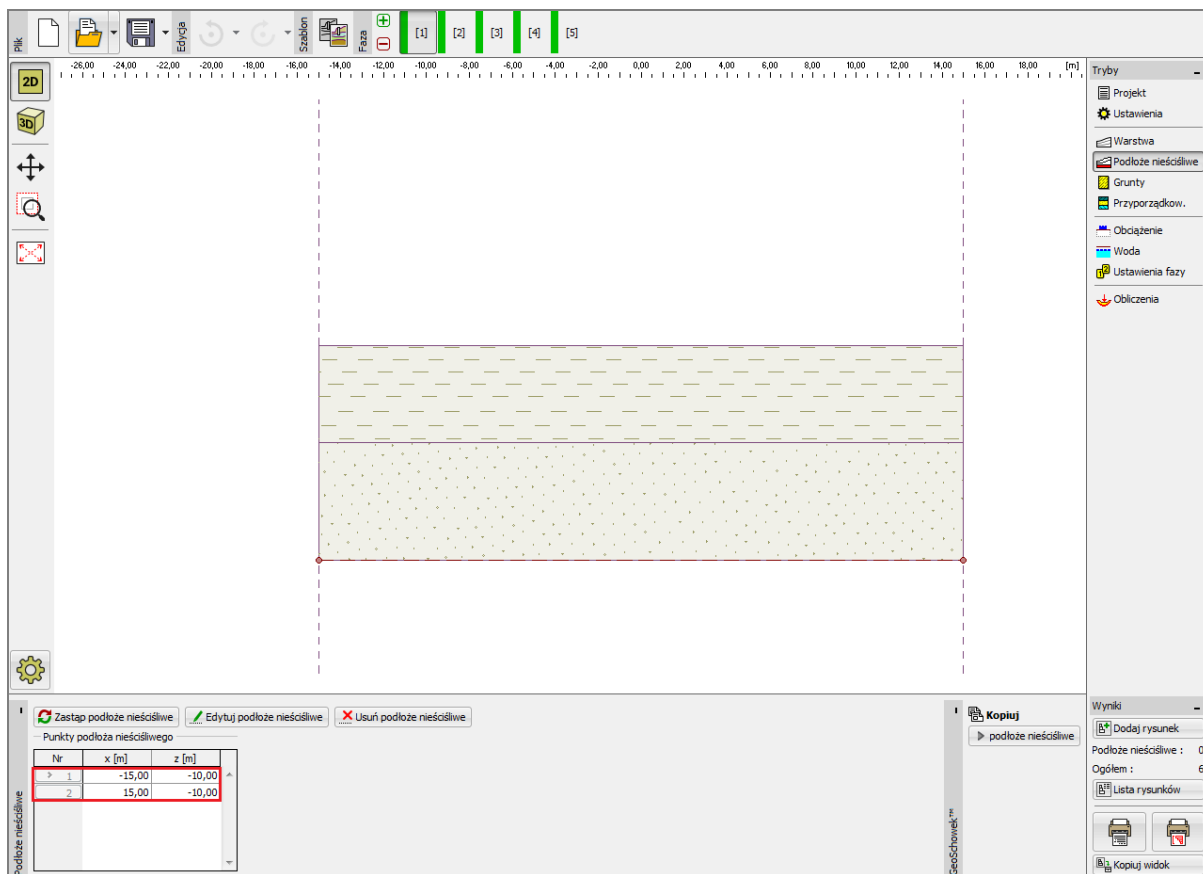 Plik
Edycja
Szablon
Faza
[1] [2] [3] [4] [5]
-26,00 -24,00 -22,00 -20,00 -18,00 -16,00 -14,00 -12,00 -10,00 -8,00 -6,00 -4,00 -2,00 0,00 2,00 4,00 6,00 8,00 10,00 12,00 14,00 16,00 18,00 [m]
2D
3D
Tryby
Projekt
Ustawienia
Warstwa
Podłoże nieściśliwe
Grunty
Przyporządkow.
Obciążenie
Woda
Ustawienia fazy
Obliczenia
Podłoże nieściśliwe
Zastąp podłoże nieściśliwe Edytuj podłoże nieściśliwe Usuń podłoże nieściśliwe
Punkty podłoża nieściśliwego
Nr x [m] z [m]
> 1 -15,00 -10,00
2 15,00 -10,00
GeoSchowek™
Kopiuj
podłoże nieściśliwe
Wyniki
Dodaj rysunek
Podłoże nieściśliwe : 0
Ogółem : 6
Lista rysunków
Kopiuj widok